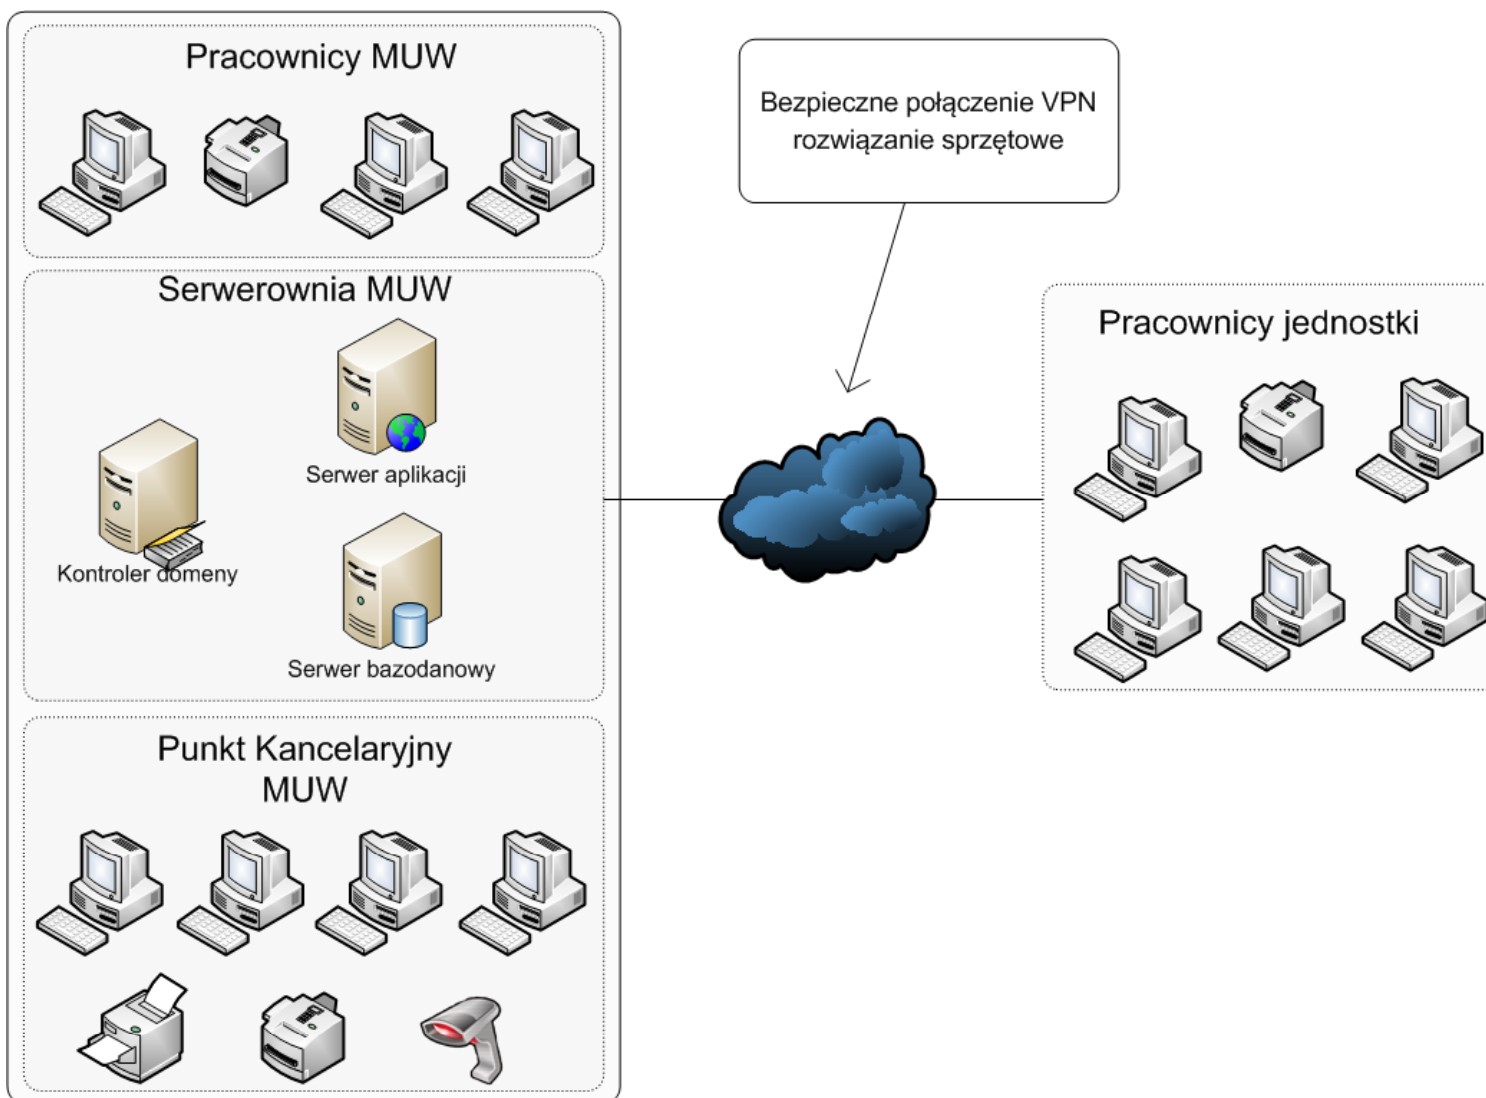 Pracownicy MUW
Bezpieczne połączenie VPN
rozwiązanie sprzętowe
Serwerownia MUW
Serwer aplikacji
Kontroler domeny
Serwer bazodanowy
Pracownicy jednostki
Punkt Kancelaryjny
MUW